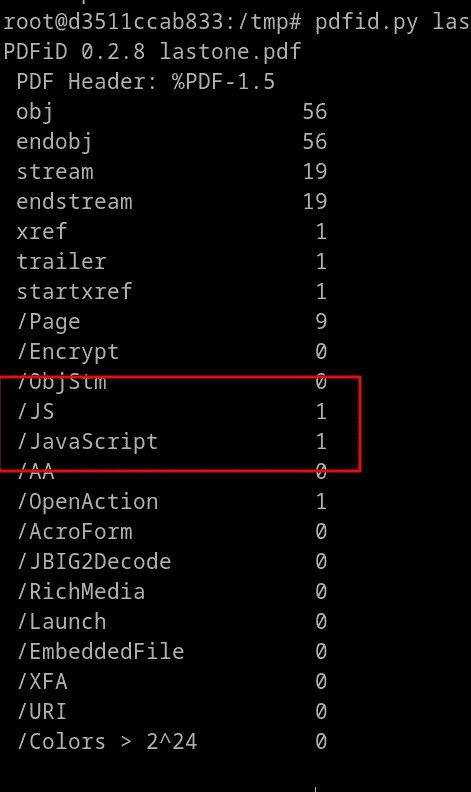 root@d3511ccab833:/tmp# pdfid.py las
PDFiD 0.2.8 lastone.pdf
PDF Header: %PDF-1.5
obj 56
endobj 56
stream 19
endstream 19
xref 1
trailer 1
startxref 1
/Page 9
/Encrypt 0
/ObjStm 0
/JS 1
/JavaScript 1
/AA 0
/OpenAction 1
/AcroForm 0
/JBIG2Decode 0
/RichMedia 0
/Launch 0
/EmbeddedFile 0
/XFA 0
/URI 0
/Colors > 2^24 0